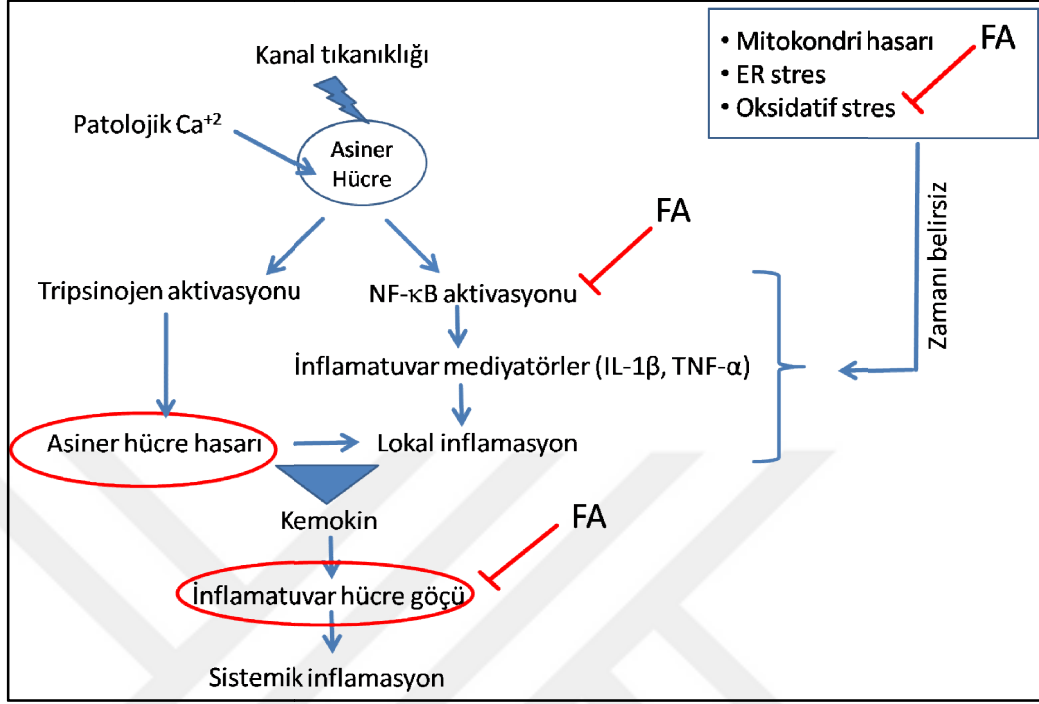 Kanal tıkanıklığı
Patolojik Ca⁺²
Asiner
Hücre
• Mitokondri hasarı
• ER stres
• Oksidatif stres
FA
Zamanı belirsiz
FA
Tripsinojen aktivasyonu
NF-κB aktivasyonu
İnflamatuvar mediyatörler (IL-1β, TNF-α)
Asiner hücre hasarı
Lokal inflamasyon
Kemokin
FA
İnflamatuvar hücre göçü
Sistemik inflamasyon